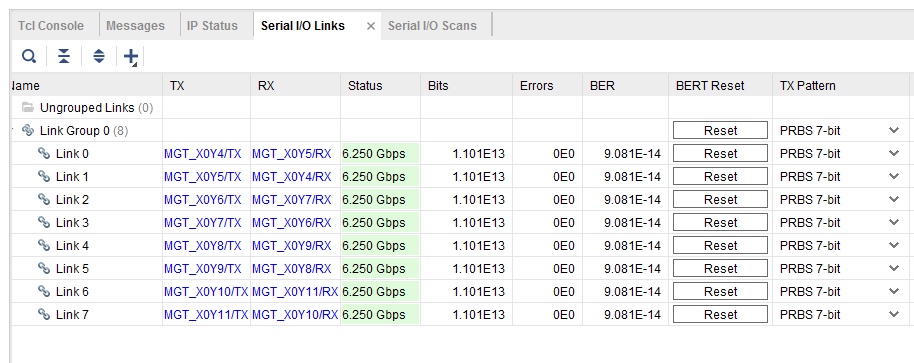 Tcl Console Messages IP Status Serial I/O Links × Serial I/O Scans
Name TX RX Status Bits Errors BER BERT Reset TX Pattern
Ungrouped Links (0)
Link Group 0 (8) Reset PRBS 7-bit
Link 0 MGT_X0Y4/TX MGT_X0Y5/RX 6.250 Gbps 1.101E13 0E0 9.081E-14 Reset PRBS 7-bit
Link 1 MGT_X0Y5/TX MGT_X0Y4/RX 6.250 Gbps 1.101E13 0E0 9.081E-14 Reset PRBS 7-bit
Link 2 MGT_X0Y6/TX MGT_X0Y7/RX 6.250 Gbps 1.101E13 0E0 9.081E-14 Reset PRBS 7-bit
Link 3 MGT_X0Y7/TX MGT_X0Y6/RX 6.250 Gbps 1.101E13 0E0 9.081E-14 Reset PRBS 7-bit
Link 4 MGT_X0Y8/TX MGT_X0Y9/RX 6.250 Gbps 1.101E13 0E0 9.081E-14 Reset PRBS 7-bit
Link 5 MGT_X0Y9/TX MGT_X0Y8/RX 6.250 Gbps 1.101E13 0E0 9.081E-14 Reset PRBS 7-bit
Link 6 MGT_X0Y10/TX MGT_X0Y11/RX 6.250 Gbps 1.101E13 0E0 9.081E-14 Reset PRBS 7-bit
Link 7 MGT_X0Y11/TX MGT_X0Y10/RX 6.250 Gbps 1.101E13 0E0 9.081E-14 Reset PRBS 7-bit